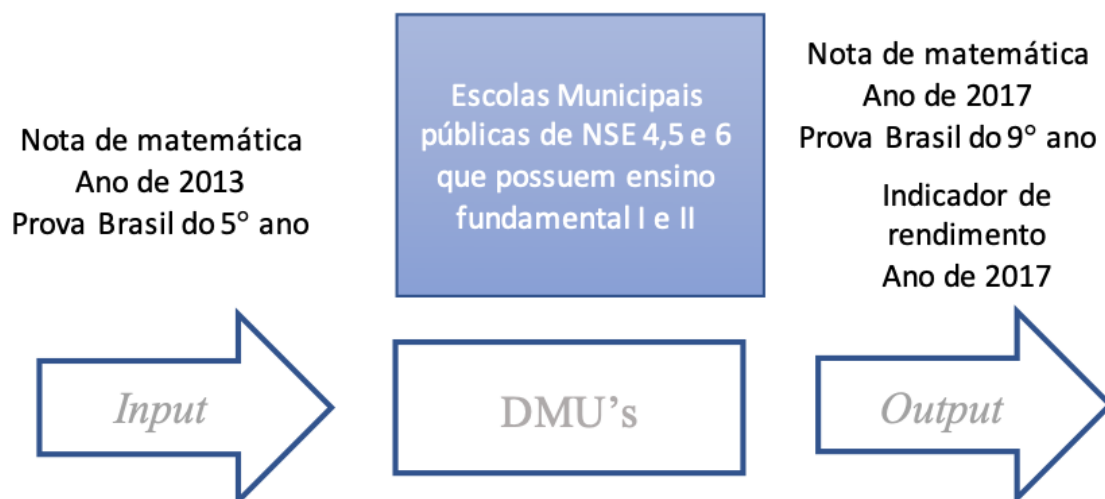 Nota de matemática
Ano de 2013
Prova Brasil do 5° ano
Escolas Municipais
públicas de NSE 4,5 e 6
que possuem ensino
fundamental I e II
Nota de matemática
Ano de 2017
Prova Brasil do 9° ano
Indicador de
rendimento
Ano de 2017
Input
DMU's
Output